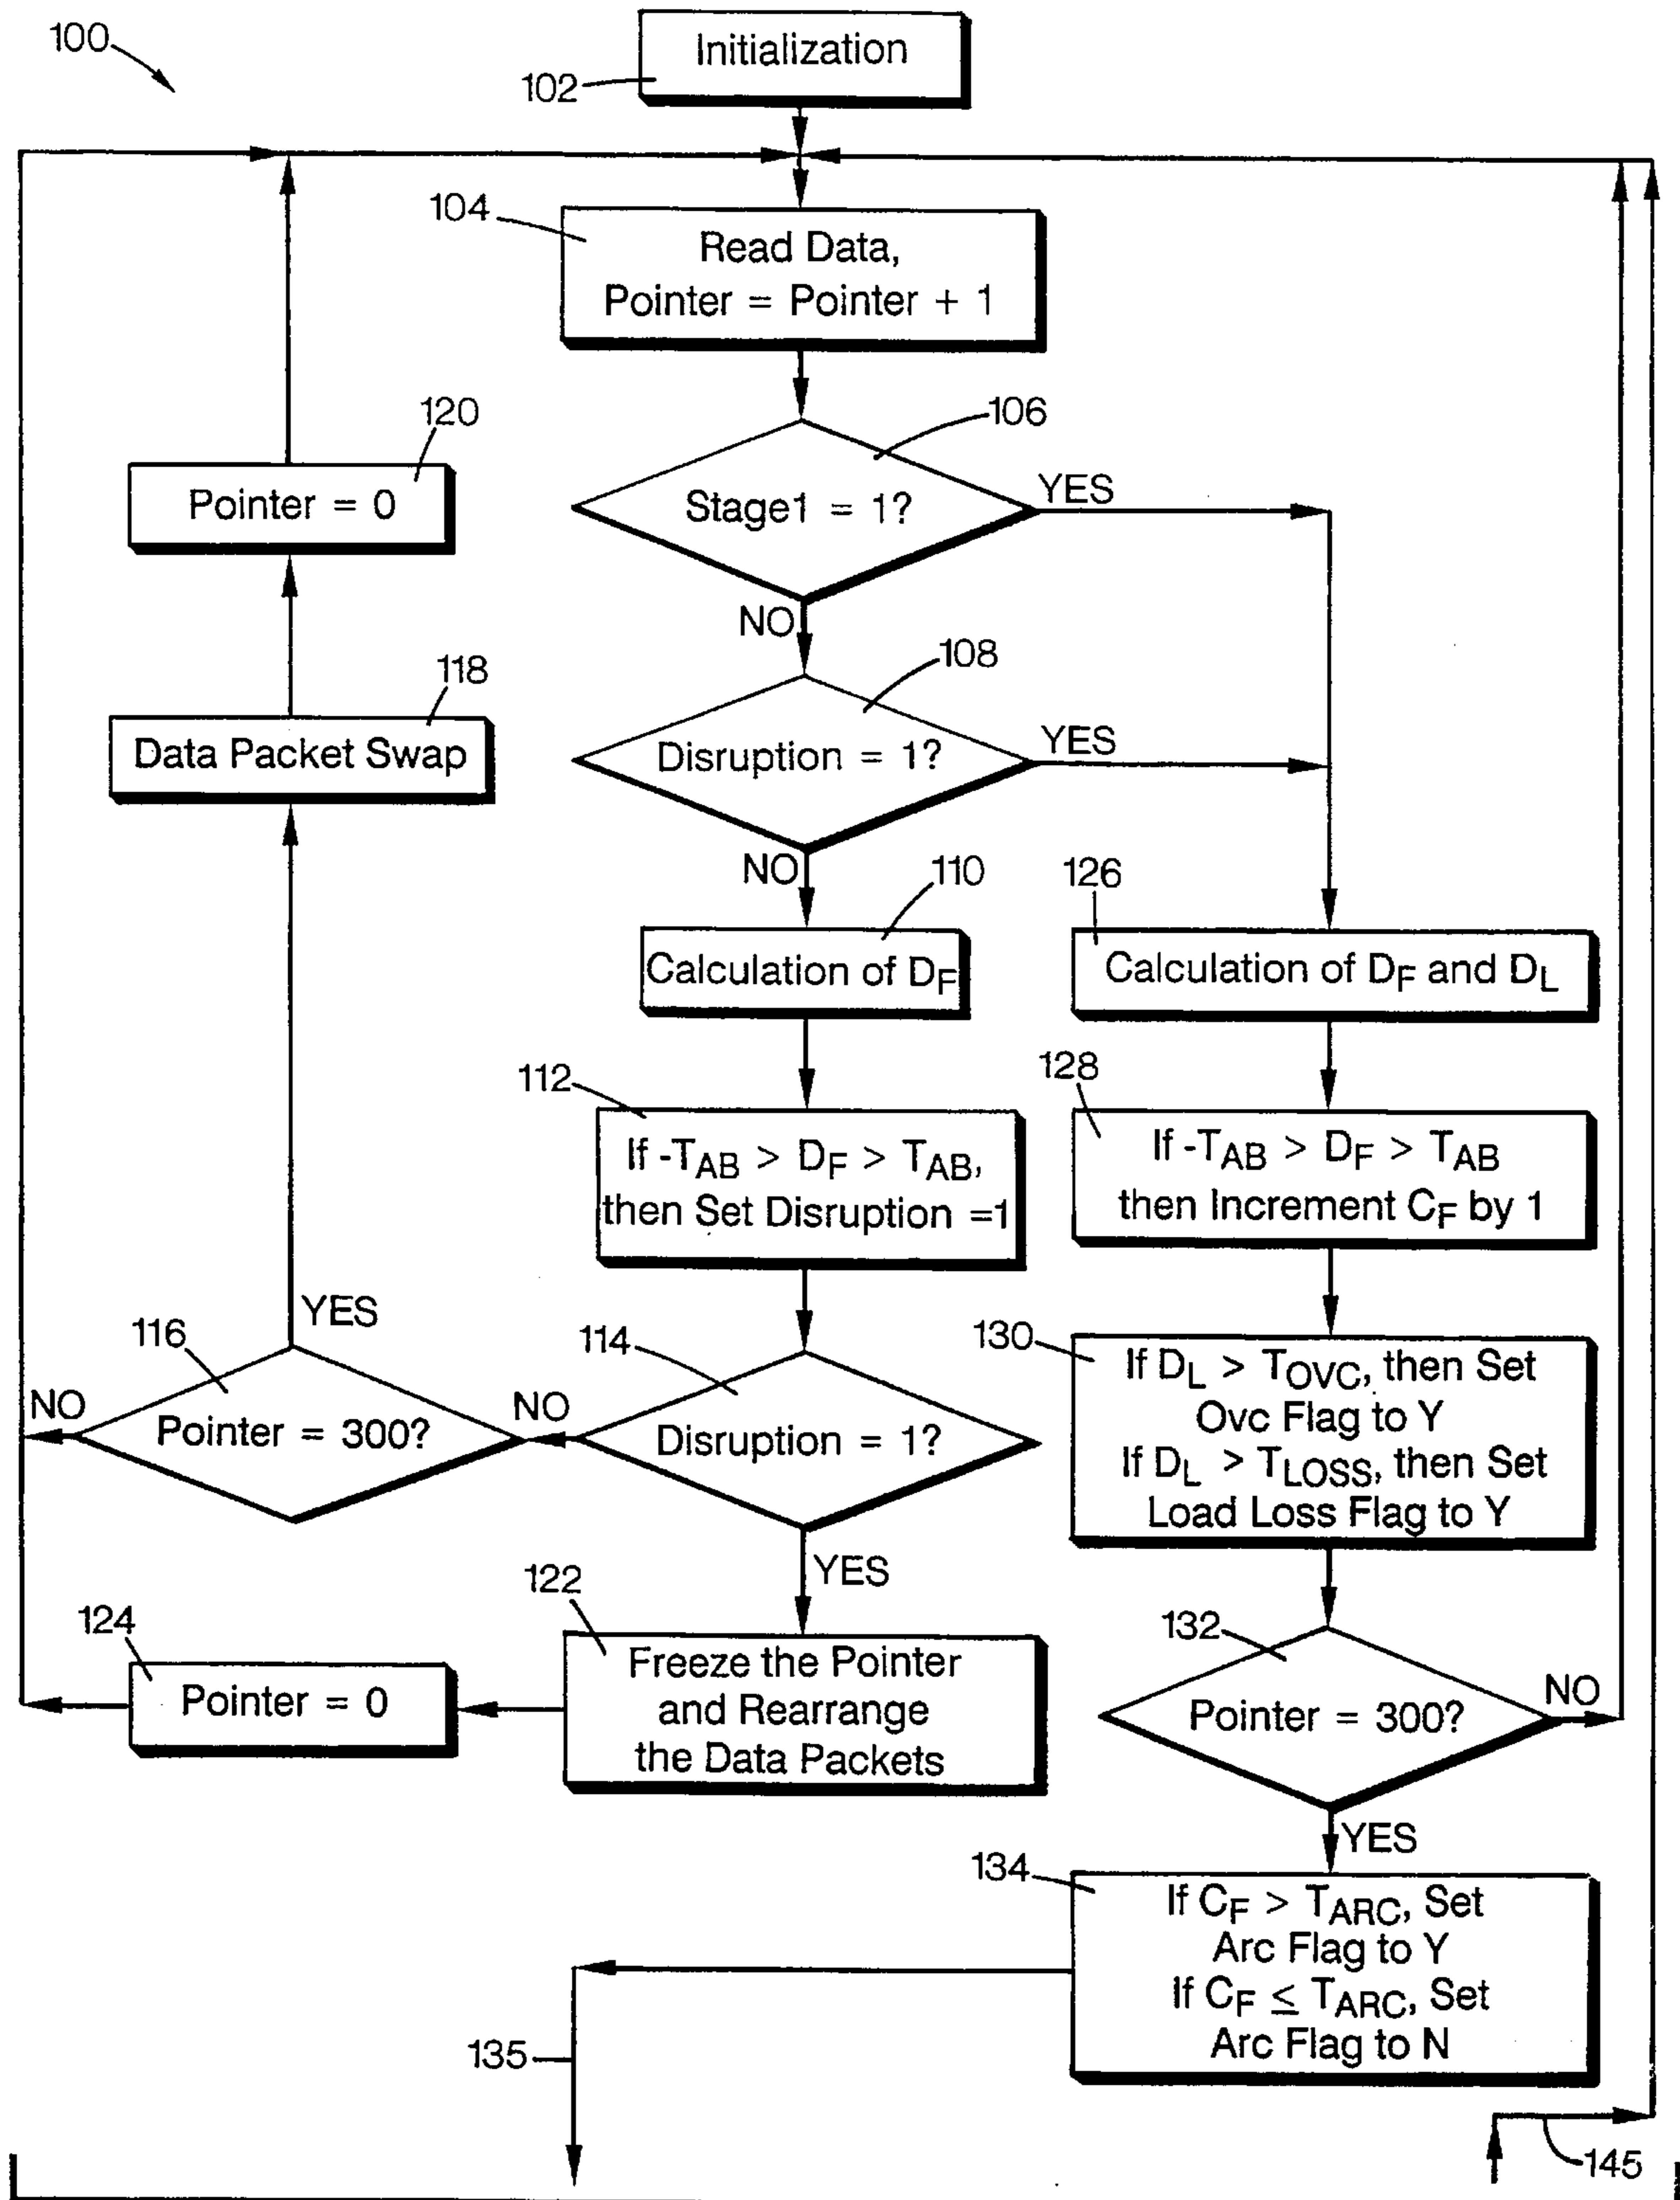 100
Initialization
102
104
Read Data,
Pointer = Pointer + 1
106
Stage1 = 1?
YES
NO
120
Pointer = 0
108
Disruption = 1?
YES
NO
118
Data Packet Swap
110
Calculation of DF
126
Calculation of DF and DL
112
If -TAB > DF > TAB,
then Set Disruption =1
128
If -TAB > DF > TAB
then Increment CF by 1
114
Disruption = 1?
NO
YES
116
Pointer = 300?
YES
NO
130
If DL > TOVC, then Set
Ovc Flag to Y
If DL > TLOSS, then Set
Load Loss Flag to Y
122
Freeze the Pointer
and Rearrange
the Data Packets
124
Pointer = 0
132
Pointer = 300?
NO
YES
134
If CF > TARC, Set
Arc Flag to Y
If CF ≤ TARC, Set
Arc Flag to N
135
145